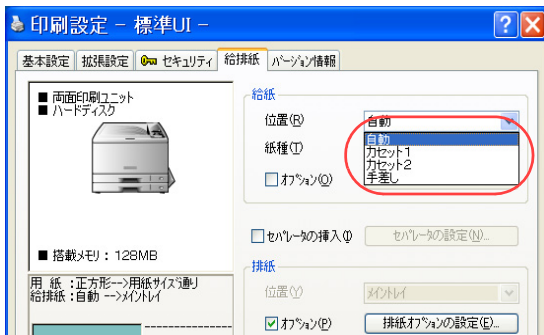 印刷設定 － 標準UI －
基本設定 拡張設定 セキュリティ 給排紙 バージョン情報
■ 両面印刷ユニット
■ ハードディスク
■ 搭載メモリ：128MB
用 紙 ：正方形-->用紙サイズ通り
給排紙：自動 -->メイントレイ
給紙
位置(R) 自動
自動
カセット1
カセット2
手差し
紙種(T)
オプション(O)
セパレータの挿入(I) セパレータの設定(N)...
排紙
位置(Y) メイントレイ
オプション(P) 排紙オプションの設定(E)...